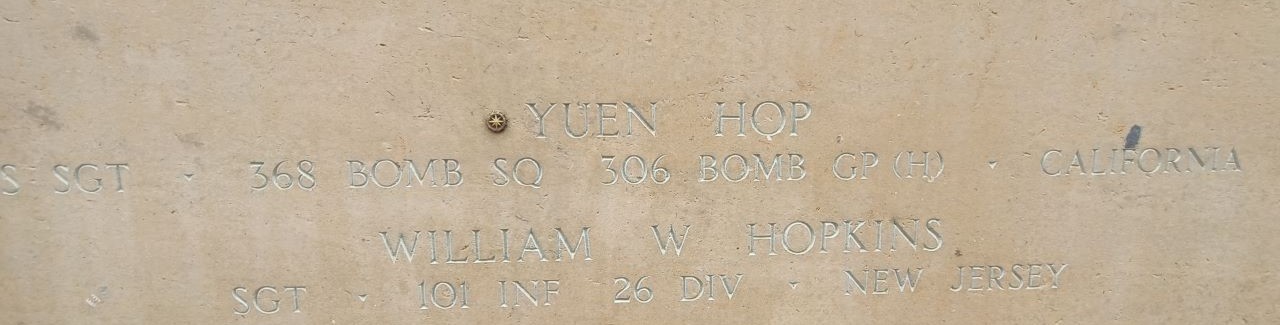 YUEN HOP
S SGT · 368 BOMB SQ 306 BOMB GP (H) · CALIFORNIA
WILLIAM W HOPKINS
SGT · 101 INF 26 DIV · NEW JERSEY